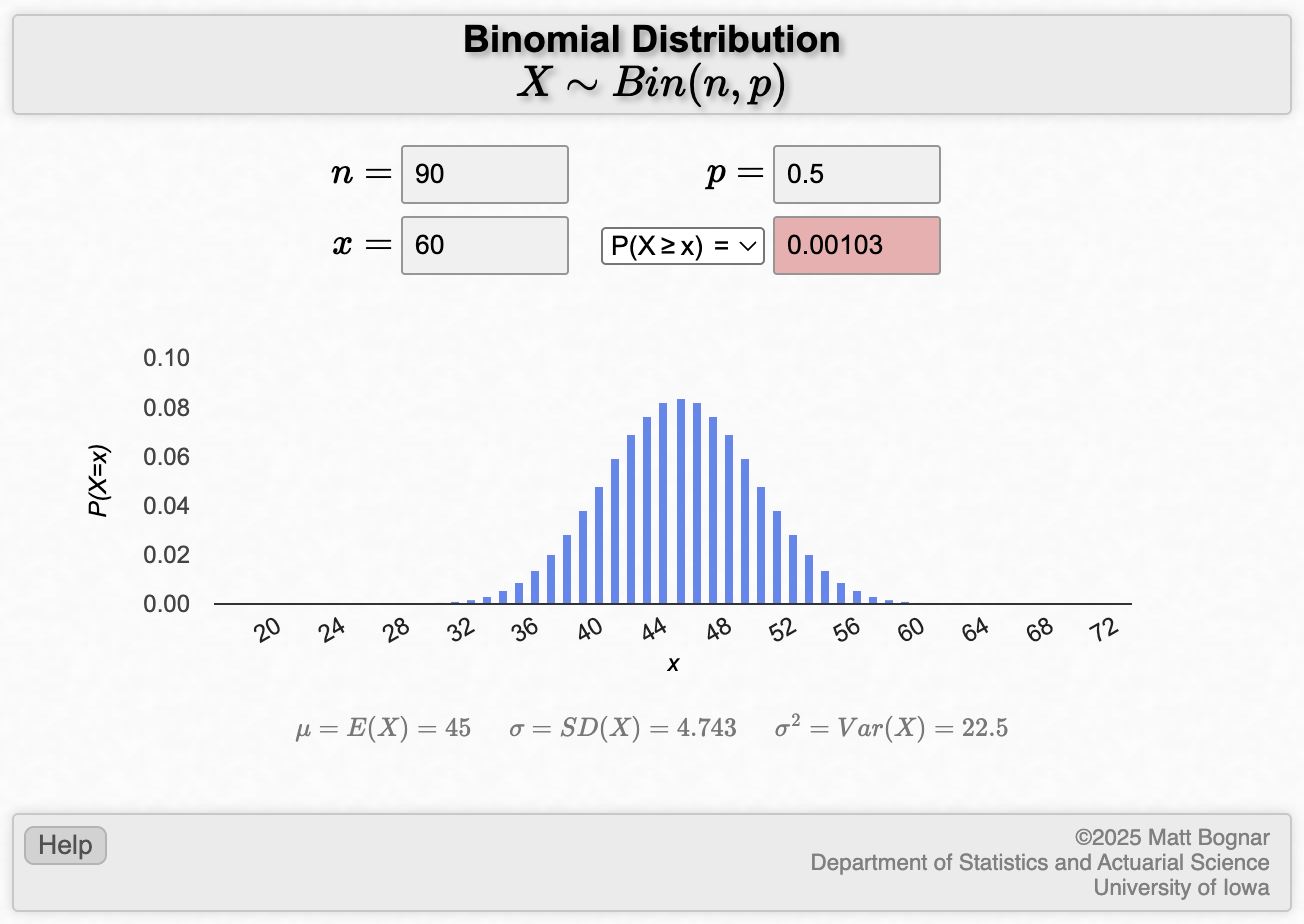 Binomial Distribution
X ∼ Bin(n, p)
n = 90
p = 0.5
x = 60
P(X ≥ x) = 0.00103
0.10
0.08
0.06
0.04
0.02
0.00
P(X=x)
20 24 28 32 36 40 44 48 52 56 60 64 68 72
x
μ = E(X) = 45 σ = SD(X) = 4.743 σ² = Var(X) = 22.5
Help
©2025 Matt Bognar
Department of Statistics and Actuarial Science
University of Iowa